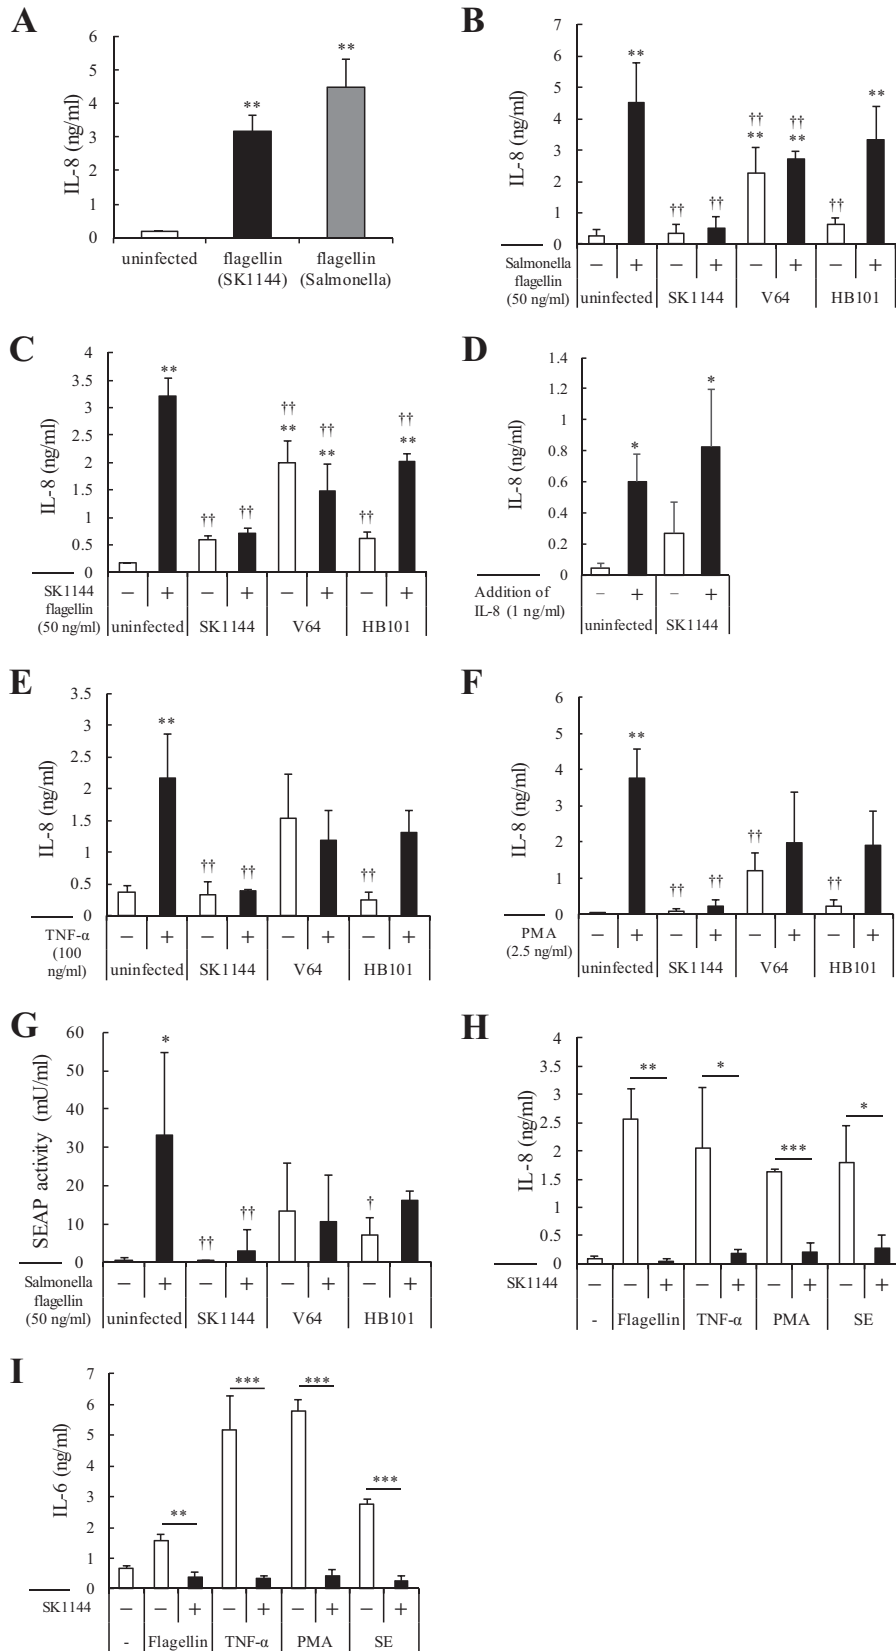 A
IL-8 (ng/ml)
6
5
4
3
2
1
0
**
**
uninfected
flagellin
(SK1144)
flagellin
(Salmonella)
B
IL-8 (ng/ml)
7
6
5
4
3
2
1
0
**
††
††
††
**
††
**
††
**
Salmonella
flagellin
(50 ng/ml)
− + − + − + − +
uninfected SK1144 V64 HB101
C
IL-8 (ng/ml)
4
3.5
3
2.5
2
1.5
1
0.5
0
**
††
††
††
**
††
**
††
††
**
SK1144
flagellin
(50 ng/ml)
− + − + − + − +
uninfected SK1144 V64 HB101
D
IL-8 (ng/ml)
1.4
1.2
1
0.8
0.6
0.4
0.2
0
*
*
Addition of
IL-8 (1 ng/ml)
− + − +
uninfected SK1144
E
IL-8 (ng/ml)
3.5
3
2.5
2
1.5
1
0.5
0
**
††
††
††
TNF-α
(100
ng/ml)
− + − + − + − +
uninfected SK1144 V64 HB101
F
IL-8 (ng/ml)
6
5
4
3
2
1
0
**
††
††
††
††
PMA
(2.5 ng/ml)
− + − + − + − +
uninfected SK1144 V64 HB101
G
SEAP activity (mU/ml)
60
50
40
30
20
10
0
*
††
††
†
Salmonella
flagellin
(50 ng/ml)
− + − + − + − +
uninfected SK1144 V64 HB101
H
IL-8 (ng/ml)
4
3.5
3
2.5
2
1.5
1
0.5
0
**
*
***
*
SK1144
− − + − + − + − +
- Flagellin TNF-α PMA SE
I
IL-6 (ng/ml)
7
6
5
4
3
2
1
0
**
***
***
***
SK1144
− − + − + − + − +
- Flagellin TNF-α PMA SE